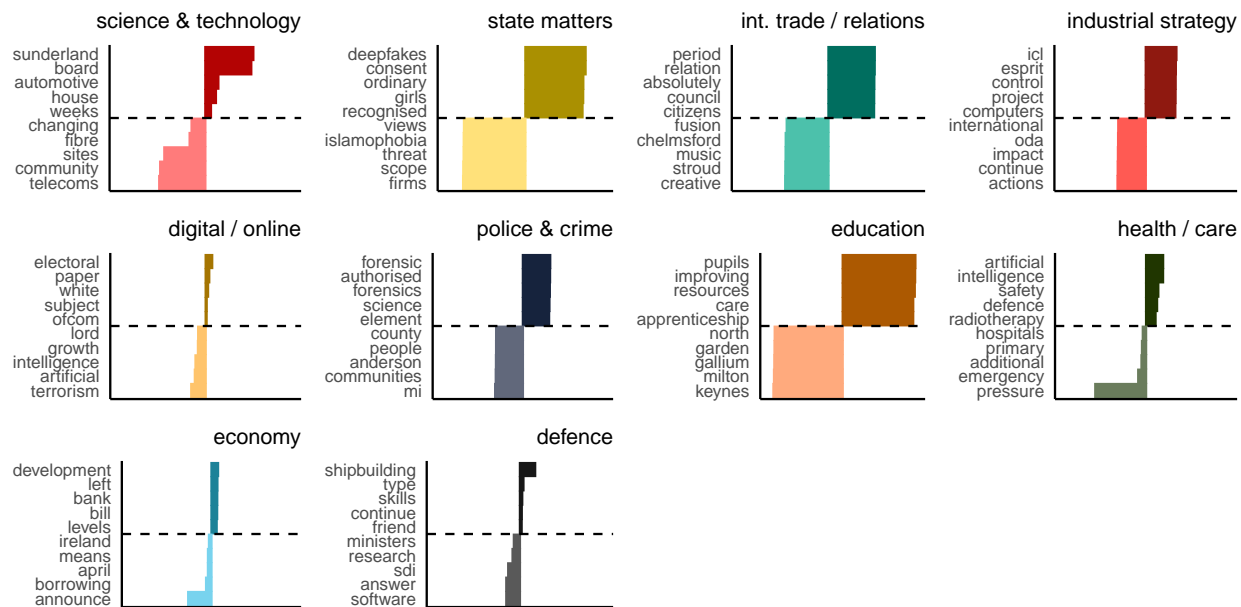 science & technology
sunderland
board
automotive
house
weeks
changing
fibre
sites
community
telecoms
state matters
deepfakes
consent
ordinary
girls
recognised
views
islamophobia
threat
scope
firms
int. trade / relations
period
relation
absolutely
council
citizens
fusion
chelmsford
music
stroud
creative
industrial strategy
icl
esprit
control
project
computers
international
oda
impact
continue
actions
digital / online
electoral
paper
white
subject
ofcom
lord
growth
intelligence
artificial
terrorism
police & crime
forensic
authorised
forensics
science
element
county
people
anderson
communities
mi
education
pupils
improving
resources
care
apprenticeship
north
garden
gallium
milton
keynes
health / care
artificial
intelligence
safety
defence
radiotherapy
hospitals
primary
additional
emergency
pressure
economy
development
left
bank
bill
levels
ireland
means
april
borrowing
announce
defence
shipbuilding
type
skills
continue
friend
ministers
research
sdi
answer
software